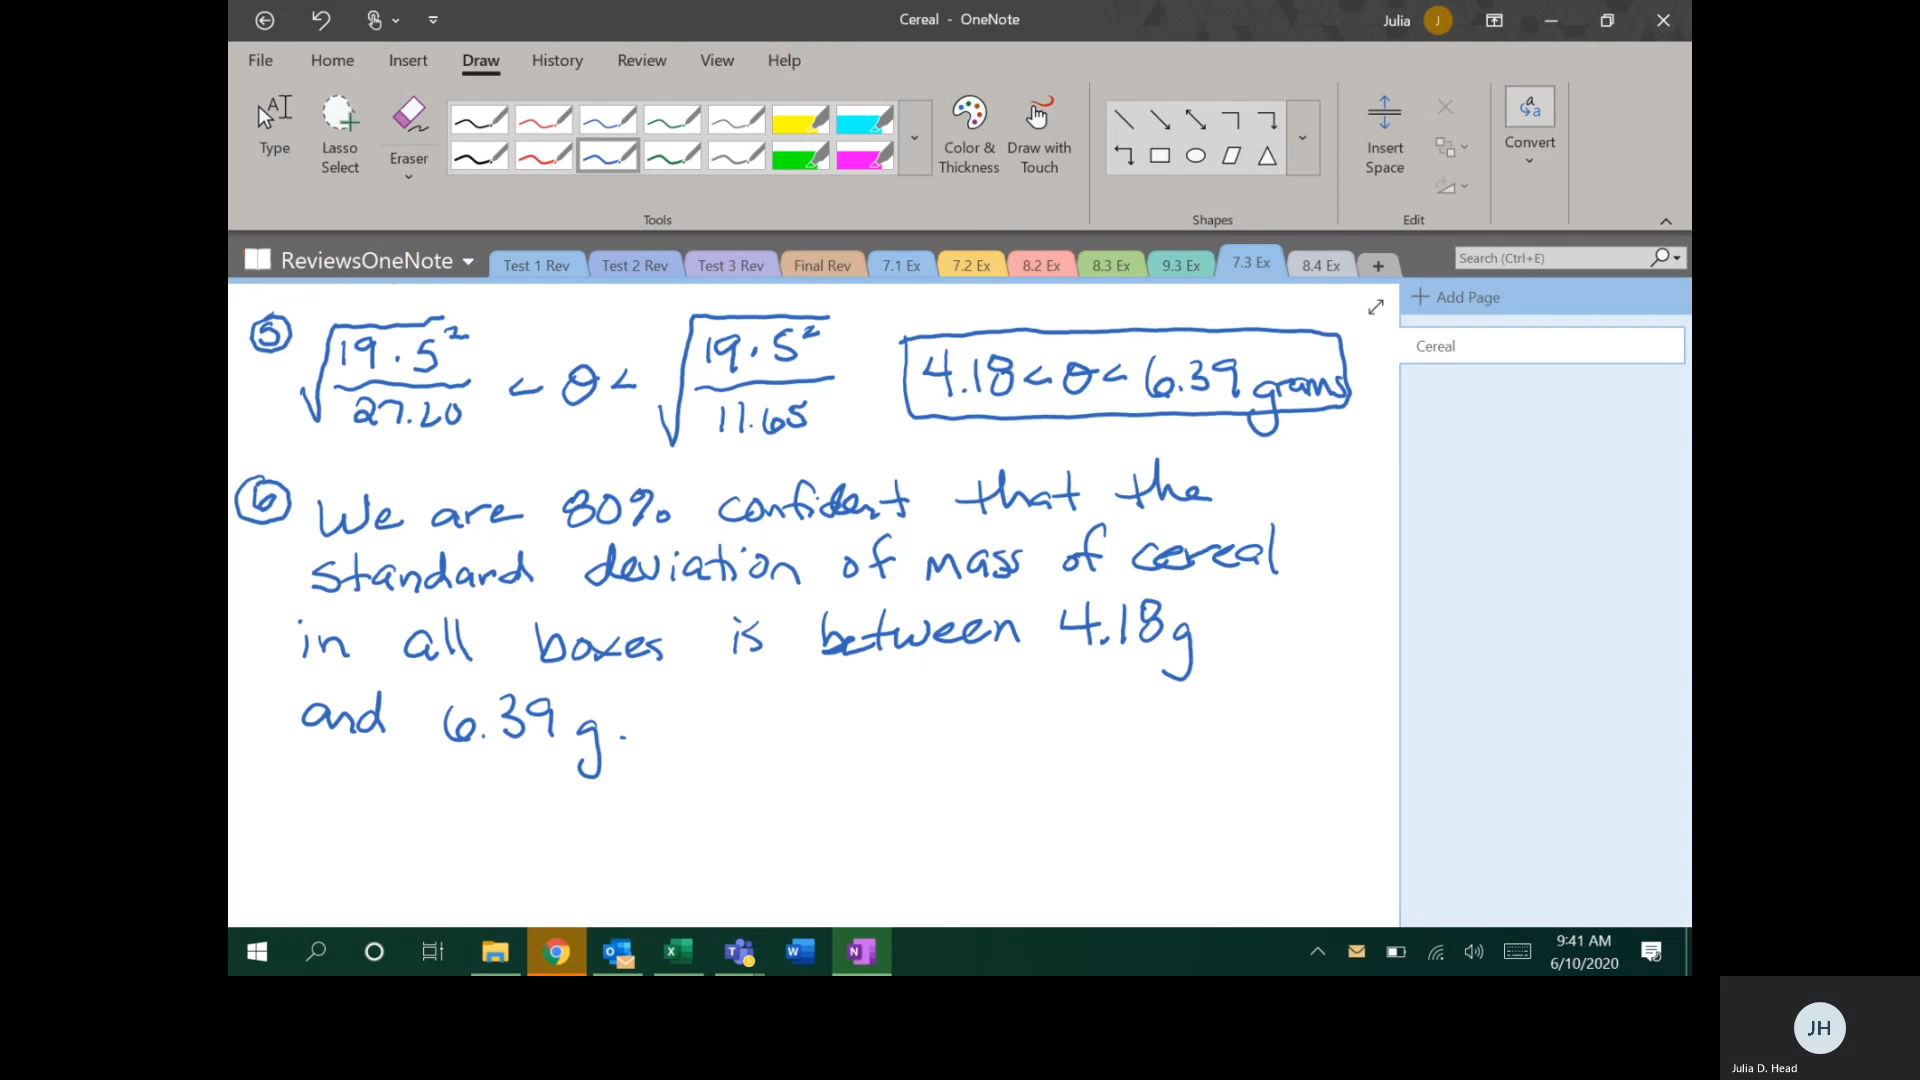 Cereal - OneNote
Julia J
File Home Insert Draw History Review View Help
Type
Lasso Select
Eraser
Color & Thickness
Draw with Touch
Insert Space
Convert
Tools Shapes Edit
ReviewsOneNote Test 1 Rev Test 2 Rev Test 3 Rev Final Rev 7.1 Ex 7.2 Ex 8.2 Ex 8.3 Ex 9.3 Ex 7.3 Ex 8.4 Ex + Search (Ctrl+E)
+ Add Page
Cereal
⑤ √(19·5²/27.20) < σ < √(19·5²/11.65) 4.18 < σ < 6.39 grams
⑥ We are 80% confident that the
standard deviation of mass of cereal
in all boxes is between 4.18g
and 6.39 g.
9:41 AM
6/10/2020
JH
Julia D. Head